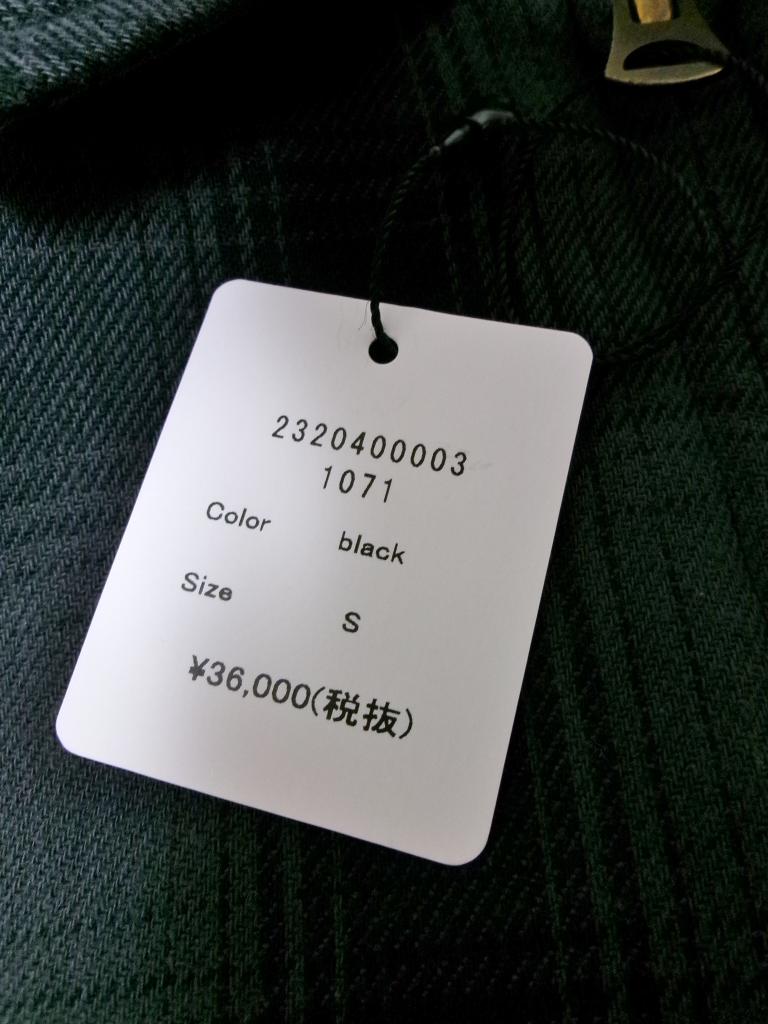 2320400003
1071
Color black
Size S
¥36,000(税抜)